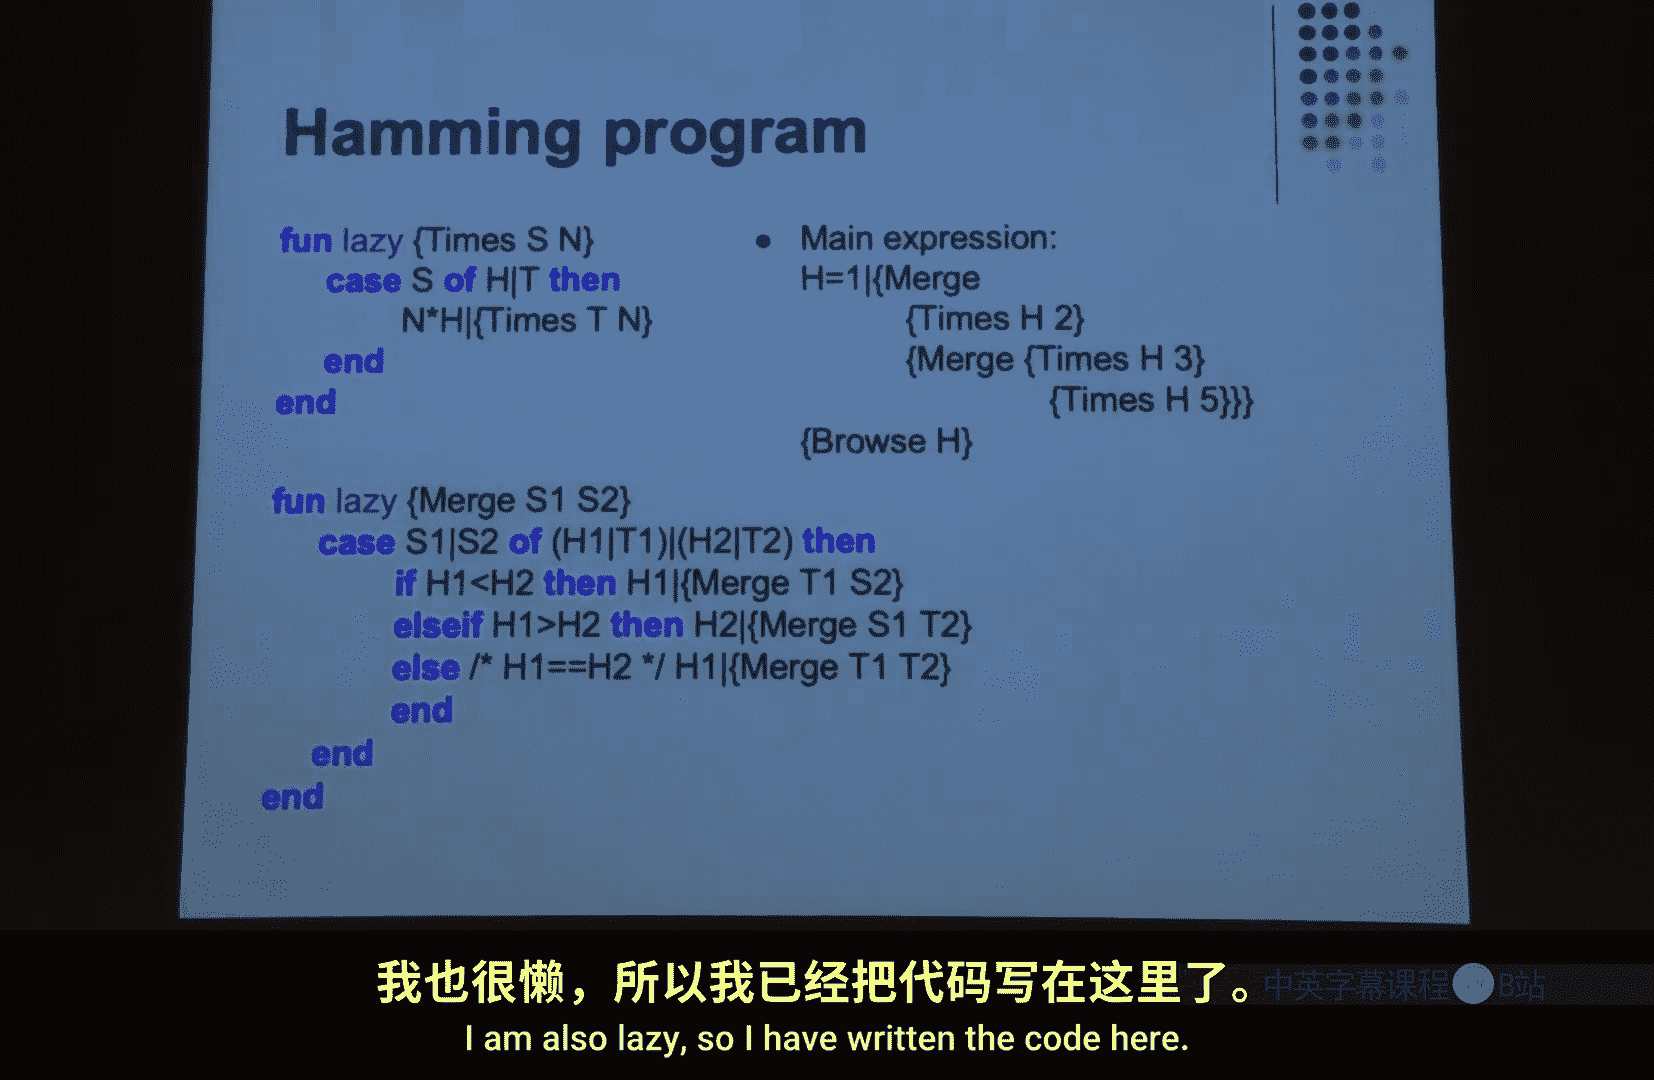 Hamming program
fun lazy {Times S N}
case S of H|T then
N*H|{Times T N}
end
end
fun lazy {Merge S1 S2}
case S1|S2 of (H1|T1)|(H2|T2) then
if H1<H2 then H1|{Merge T1 S2}
elseif H1>H2 then H2|{Merge S1 T2}
else /* H1==H2 */ H1|{Merge T1 T2}
end
end
end
● Main expression:
H=1|{Merge
{Times H 2}
{Merge {Times H 3}
{Times H 5}}}
{Browse H}
我也很懒，所以我已经把代码写在这里了。
I am also lazy, so I have written the code here.
中英字幕课程 B站